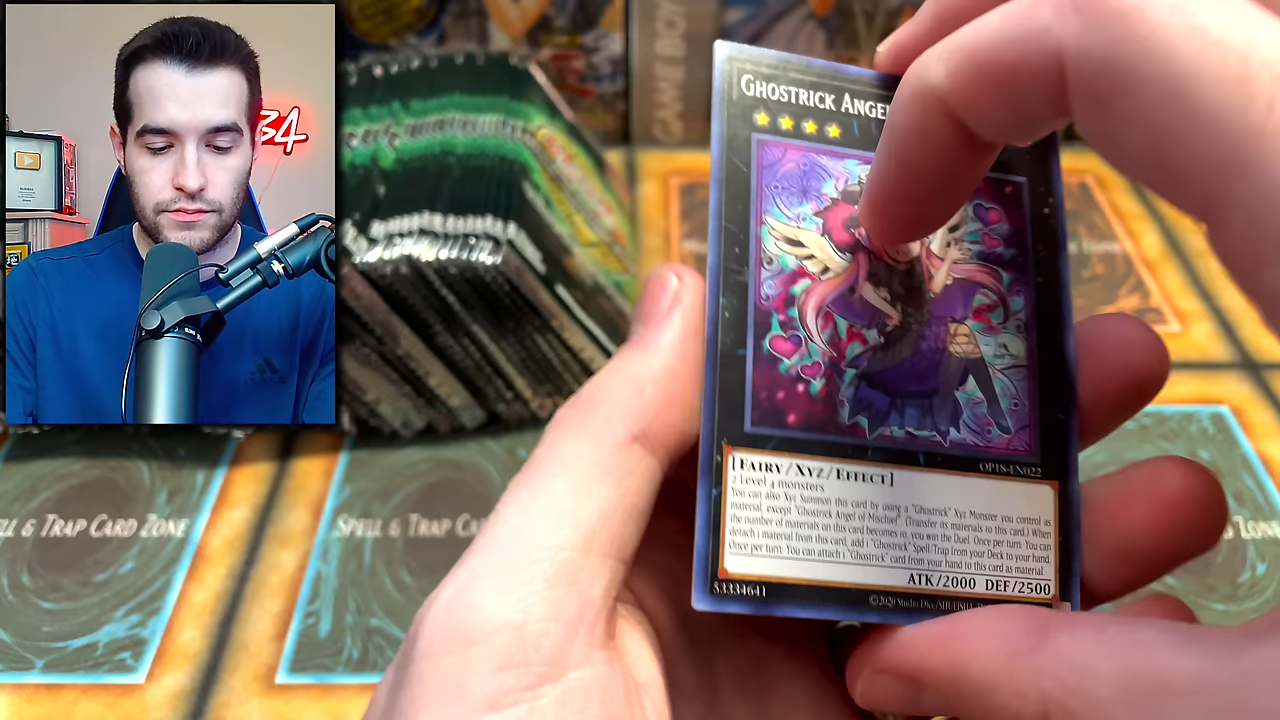 GAME BOY
34
GHOSTRICK ANGE
OP18-EN022
[FAIRY/XYZ/EFFECT]
2 Level 4 monsters
You can also Xyz Summon this card by using a "Ghostrick" Xyz Monster you control as
material, except "Ghostrick Angel of Mischief". (Transfer its materials to this card.) When
the number of materials on this card becomes 10, you win the Duel. Once per turn: You can
detach 1 material from this card; add 1 "Ghostrick" Spell/Trap from your Deck to your hand.
Once per turn: You can attach 1 "Ghostrick" card from your hand to this card as material.
ATK/2000 DEF/2500
53334641
©2020 Studio Dice/SHUEISHA
LL & TRAP CARD ZONE
SPELL & TRAP CA
ZONE
adidas